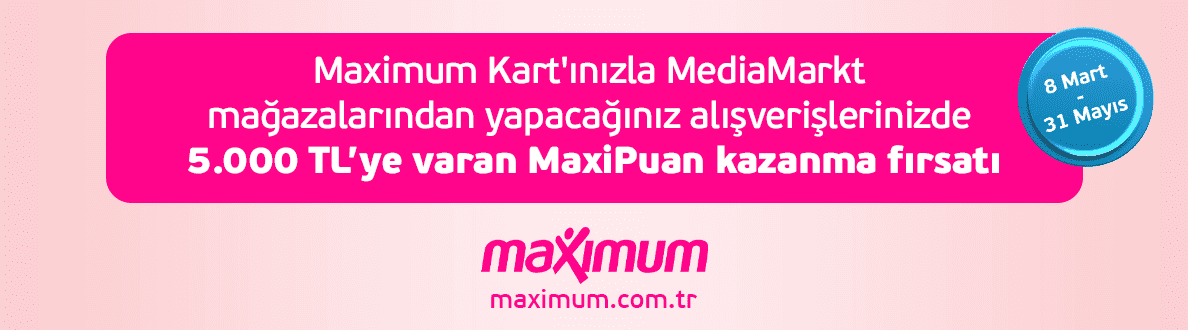 Maximum Kart'ınızla MediaMarkt
mağazalarından yapacağınız alışverişlerinizde
5.000 TL'ye varan MaxiPuan kazanma fırsatı
8 Mart
-
31 Mayıs
maximum
maximum.com.tr